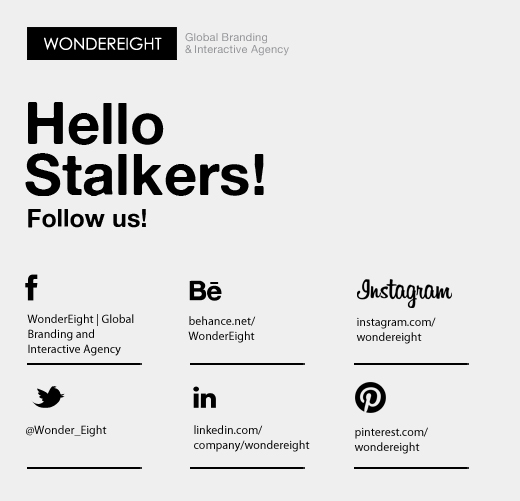 WONDEREIGHT
Global Branding
& Interactive Agency
Hello
Stalkers!
Follow us!
f
WonderEight | Global
Branding and
Interactive Agency
Bē
behance.net/
WonderEight
Instagram
instagram.com/
wondereight
@Wonder_Eight
in
linkedin.com/
company/wondereight
pinterest.com/
wondereight